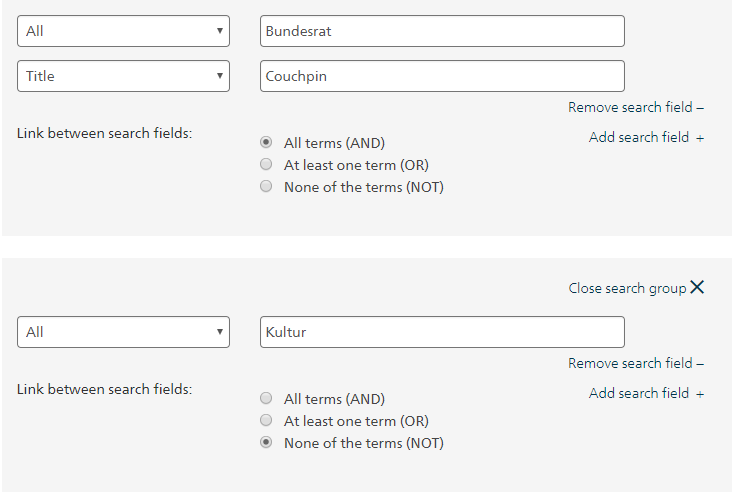 All Bundesrat
Title Couchpin
Remove search field –
Link between search fields:
Add search field +
All terms (AND)
At least one term (OR)
None of the terms (NOT)
Close search group X
All Kultur
Remove search field –
Link between search fields:
Add search field +
All terms (AND)
At least one term (OR)
None of the terms (NOT)